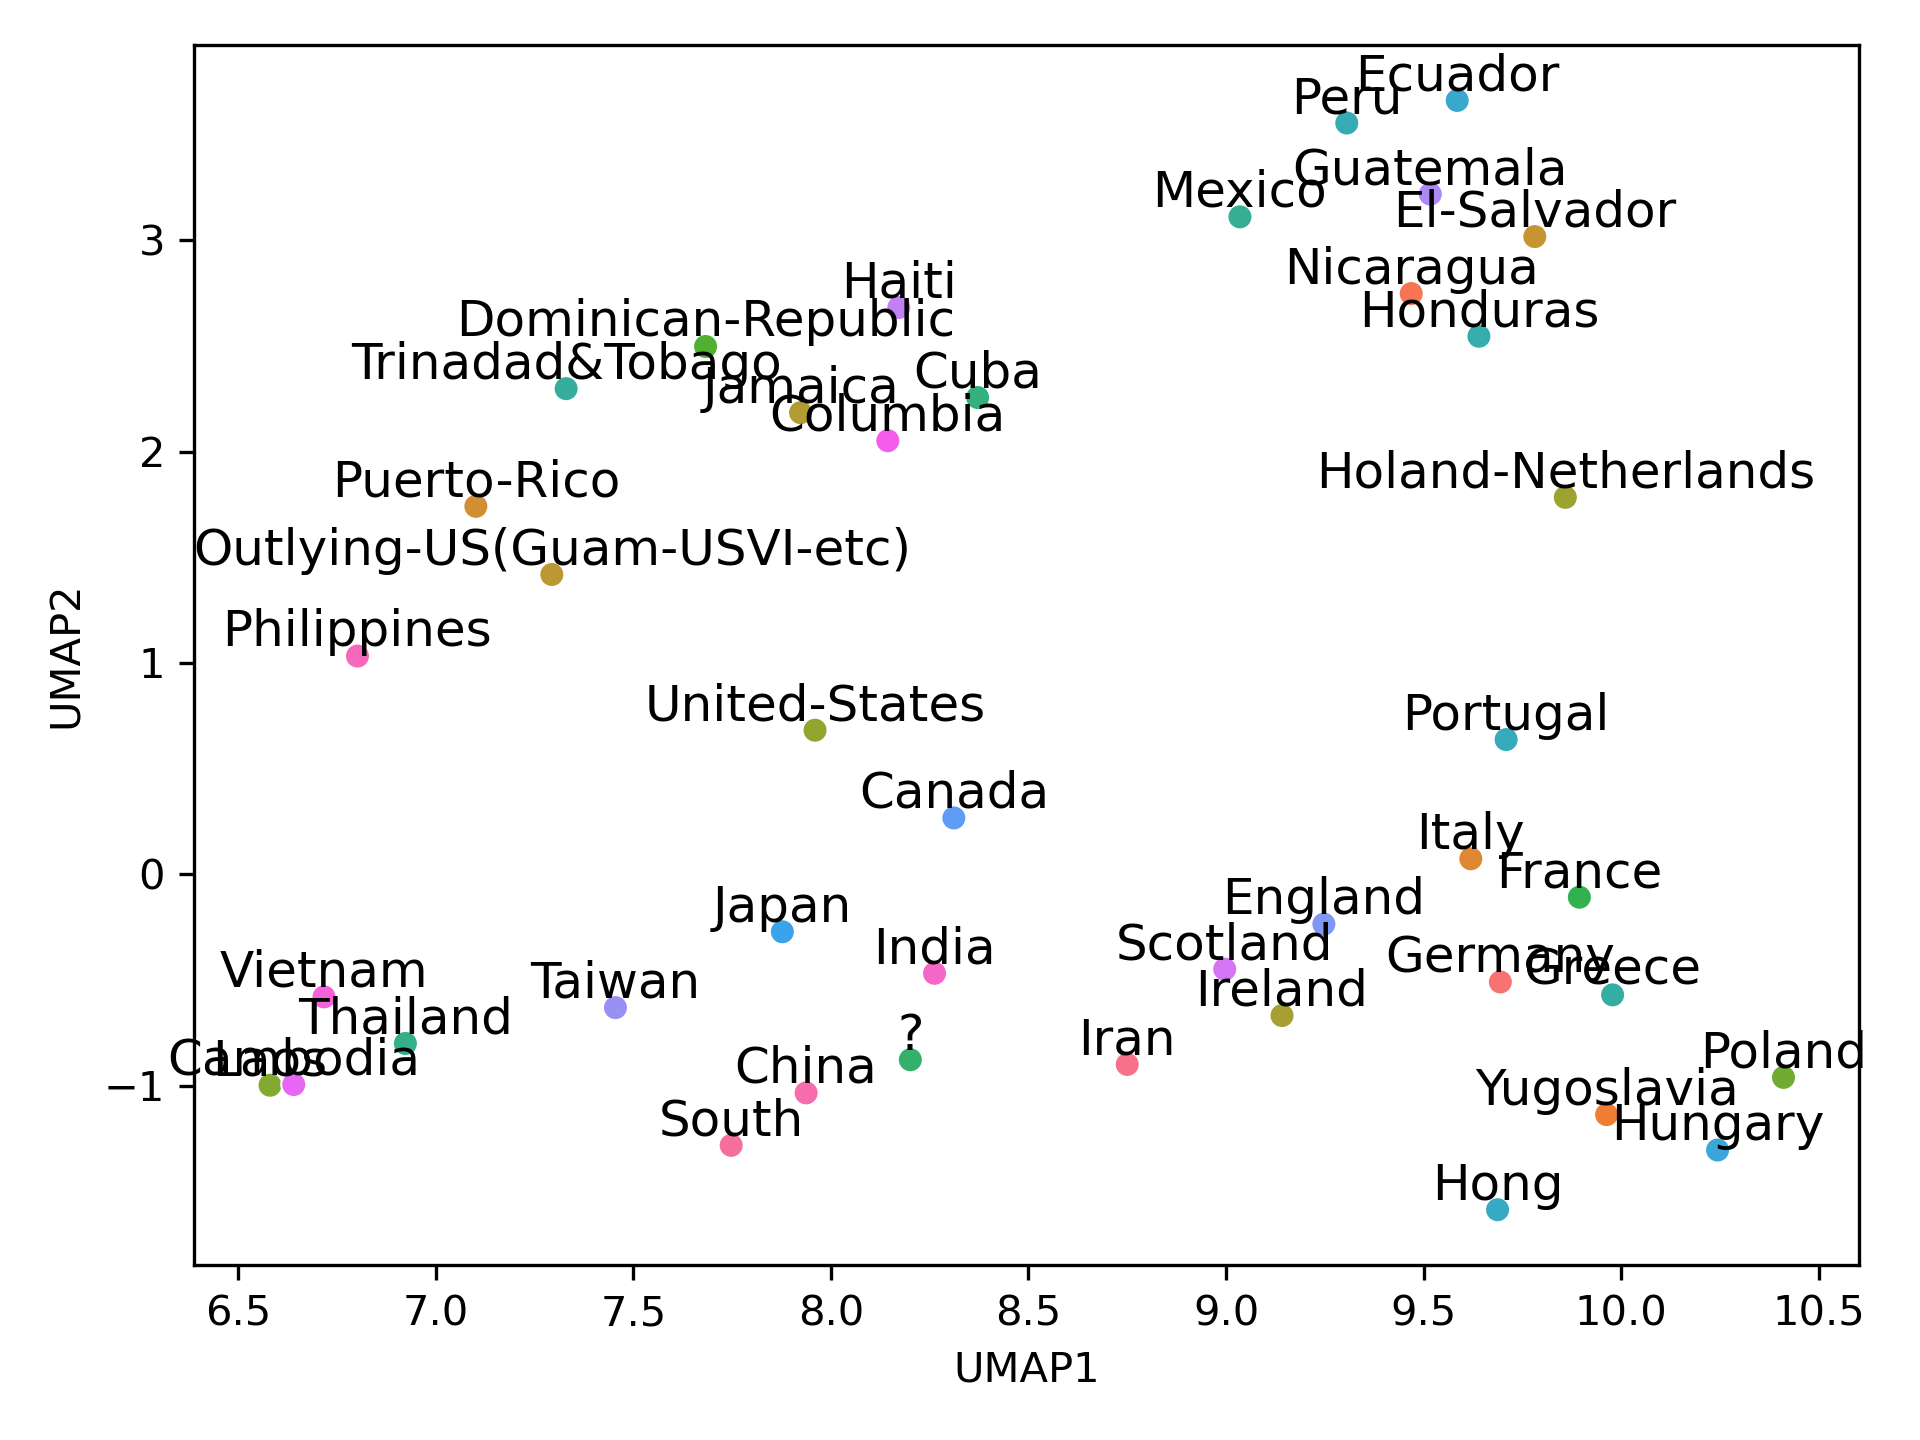 Ecuador
Peru
Guatemala
Mexico
El-Salvador
Nicaragua
Honduras
Haiti
Dominican-Republic
Trinadad&Tobago
Jamaica
Cuba
Columbia
Holand-Netherlands
Puerto-Rico
Outlying-US(Guam-USVI-etc)
Philippines
United-States
Portugal
Canada
Italy
France
England
Japan
India
Scotland
Germany
Greece
Vietnam
Taiwan
Ireland
Thailand
?
Iran
Cambodia
Laos
China
Poland
Yugoslavia
South
Hungary
Hong
3
2
1
0
−1
UMAP2
6.5 7.0 7.5 8.0 8.5 9.0 9.5 10.0 10.5
UMAP1